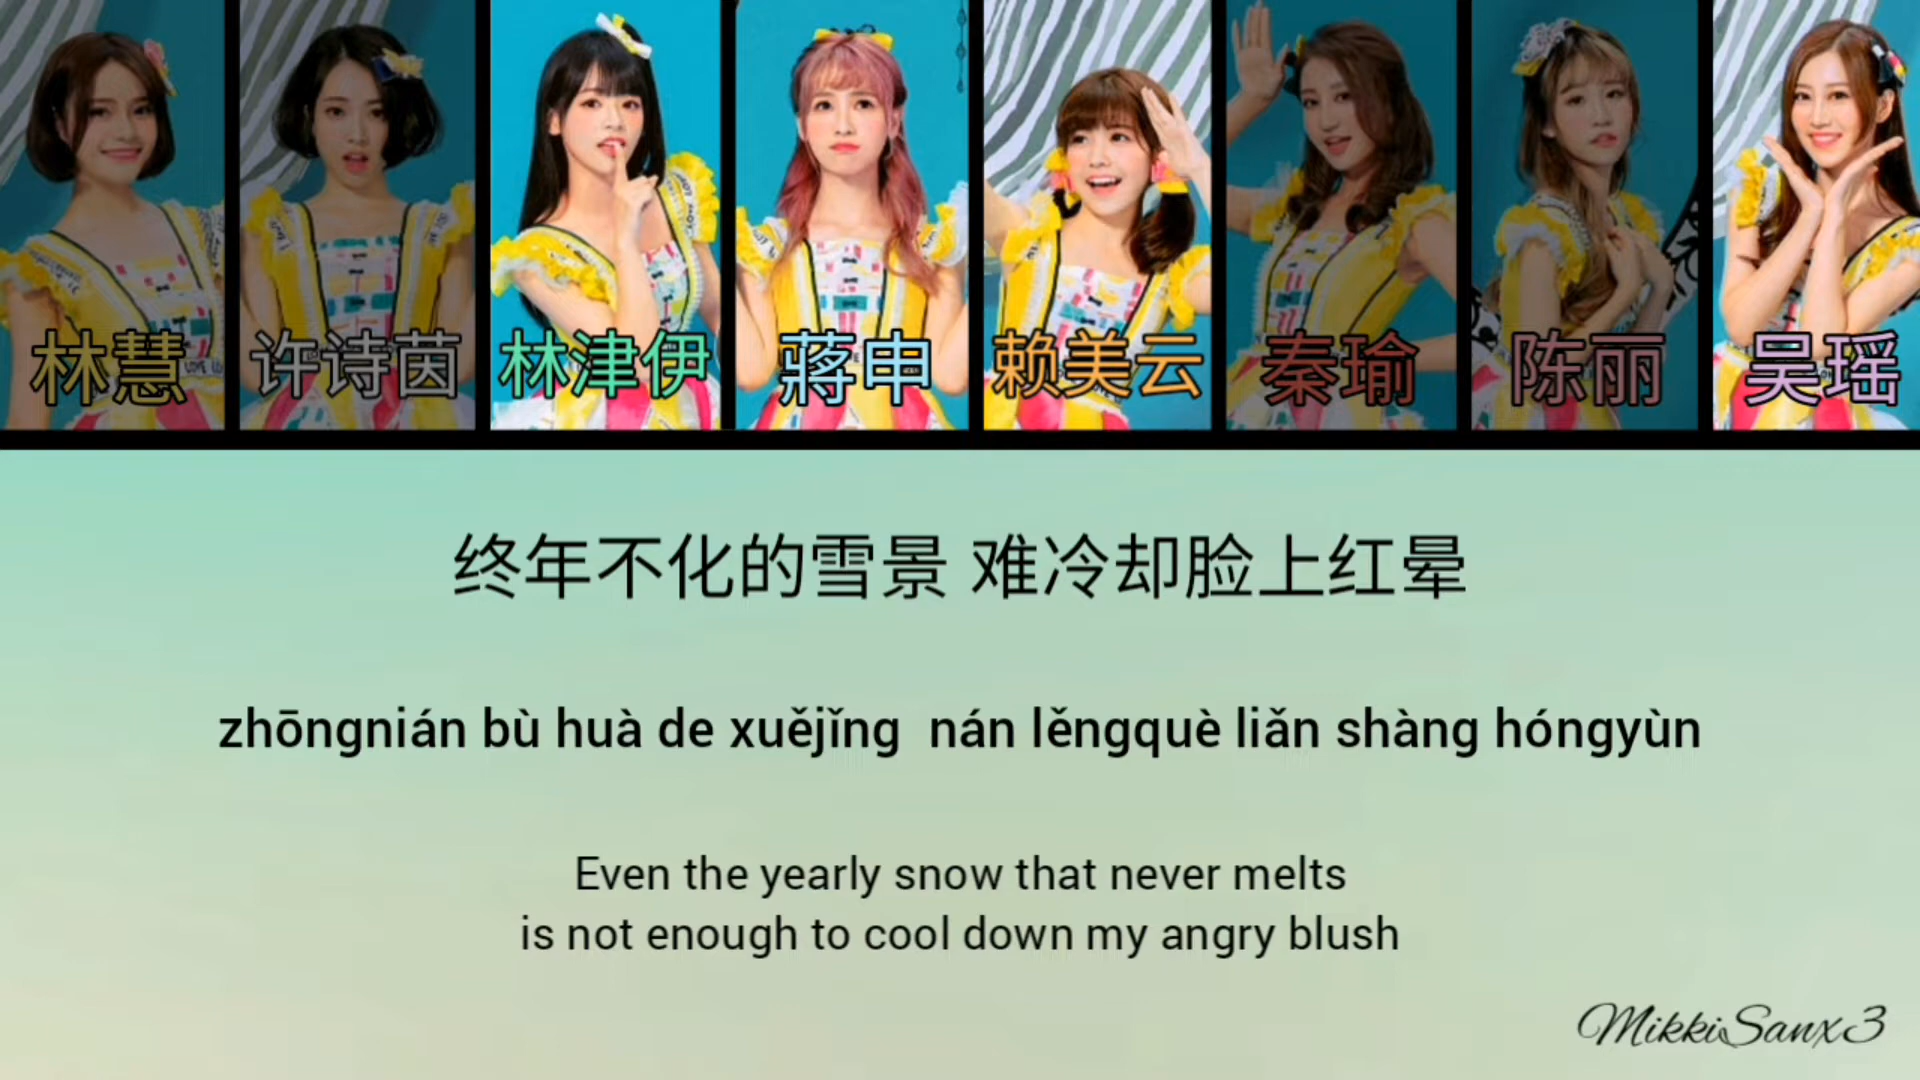 林慧 许诗茵 林津伊 蔣申 赖美云 秦瑜 陈丽 吴瑶
终年不化的雪景 难冷却脸上红晕
zhōngnián bù huà de xuějǐng nán lěngquè liǎn shàng hóngyùn
Even the yearly snow that never melts
is not enough to cool down my angry blush
MikkiSanx3